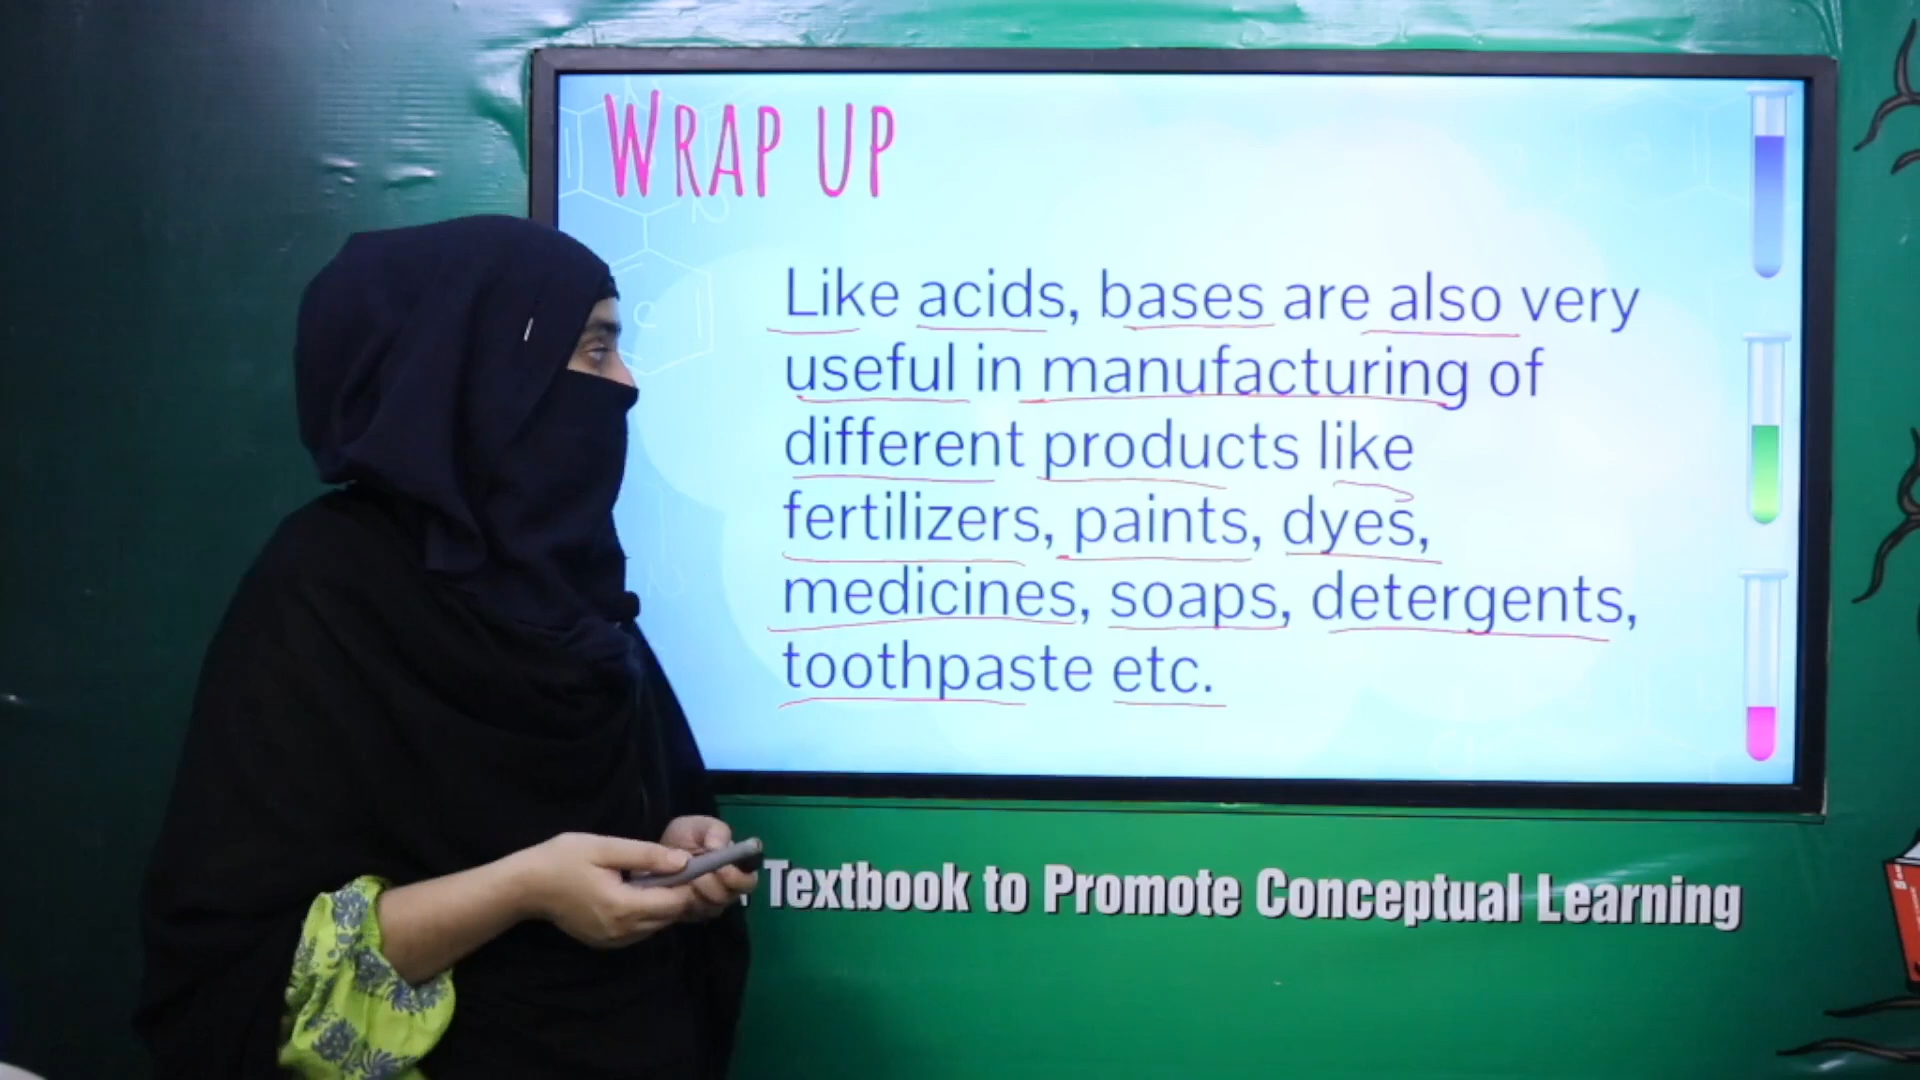 WRAP UP
Like acids, bases are also very
useful in manufacturing of
different products like
fertilizers, paints, dyes,
medicines, soaps, detergents,
toothpaste etc.
Textbook to Promote Conceptual Learning